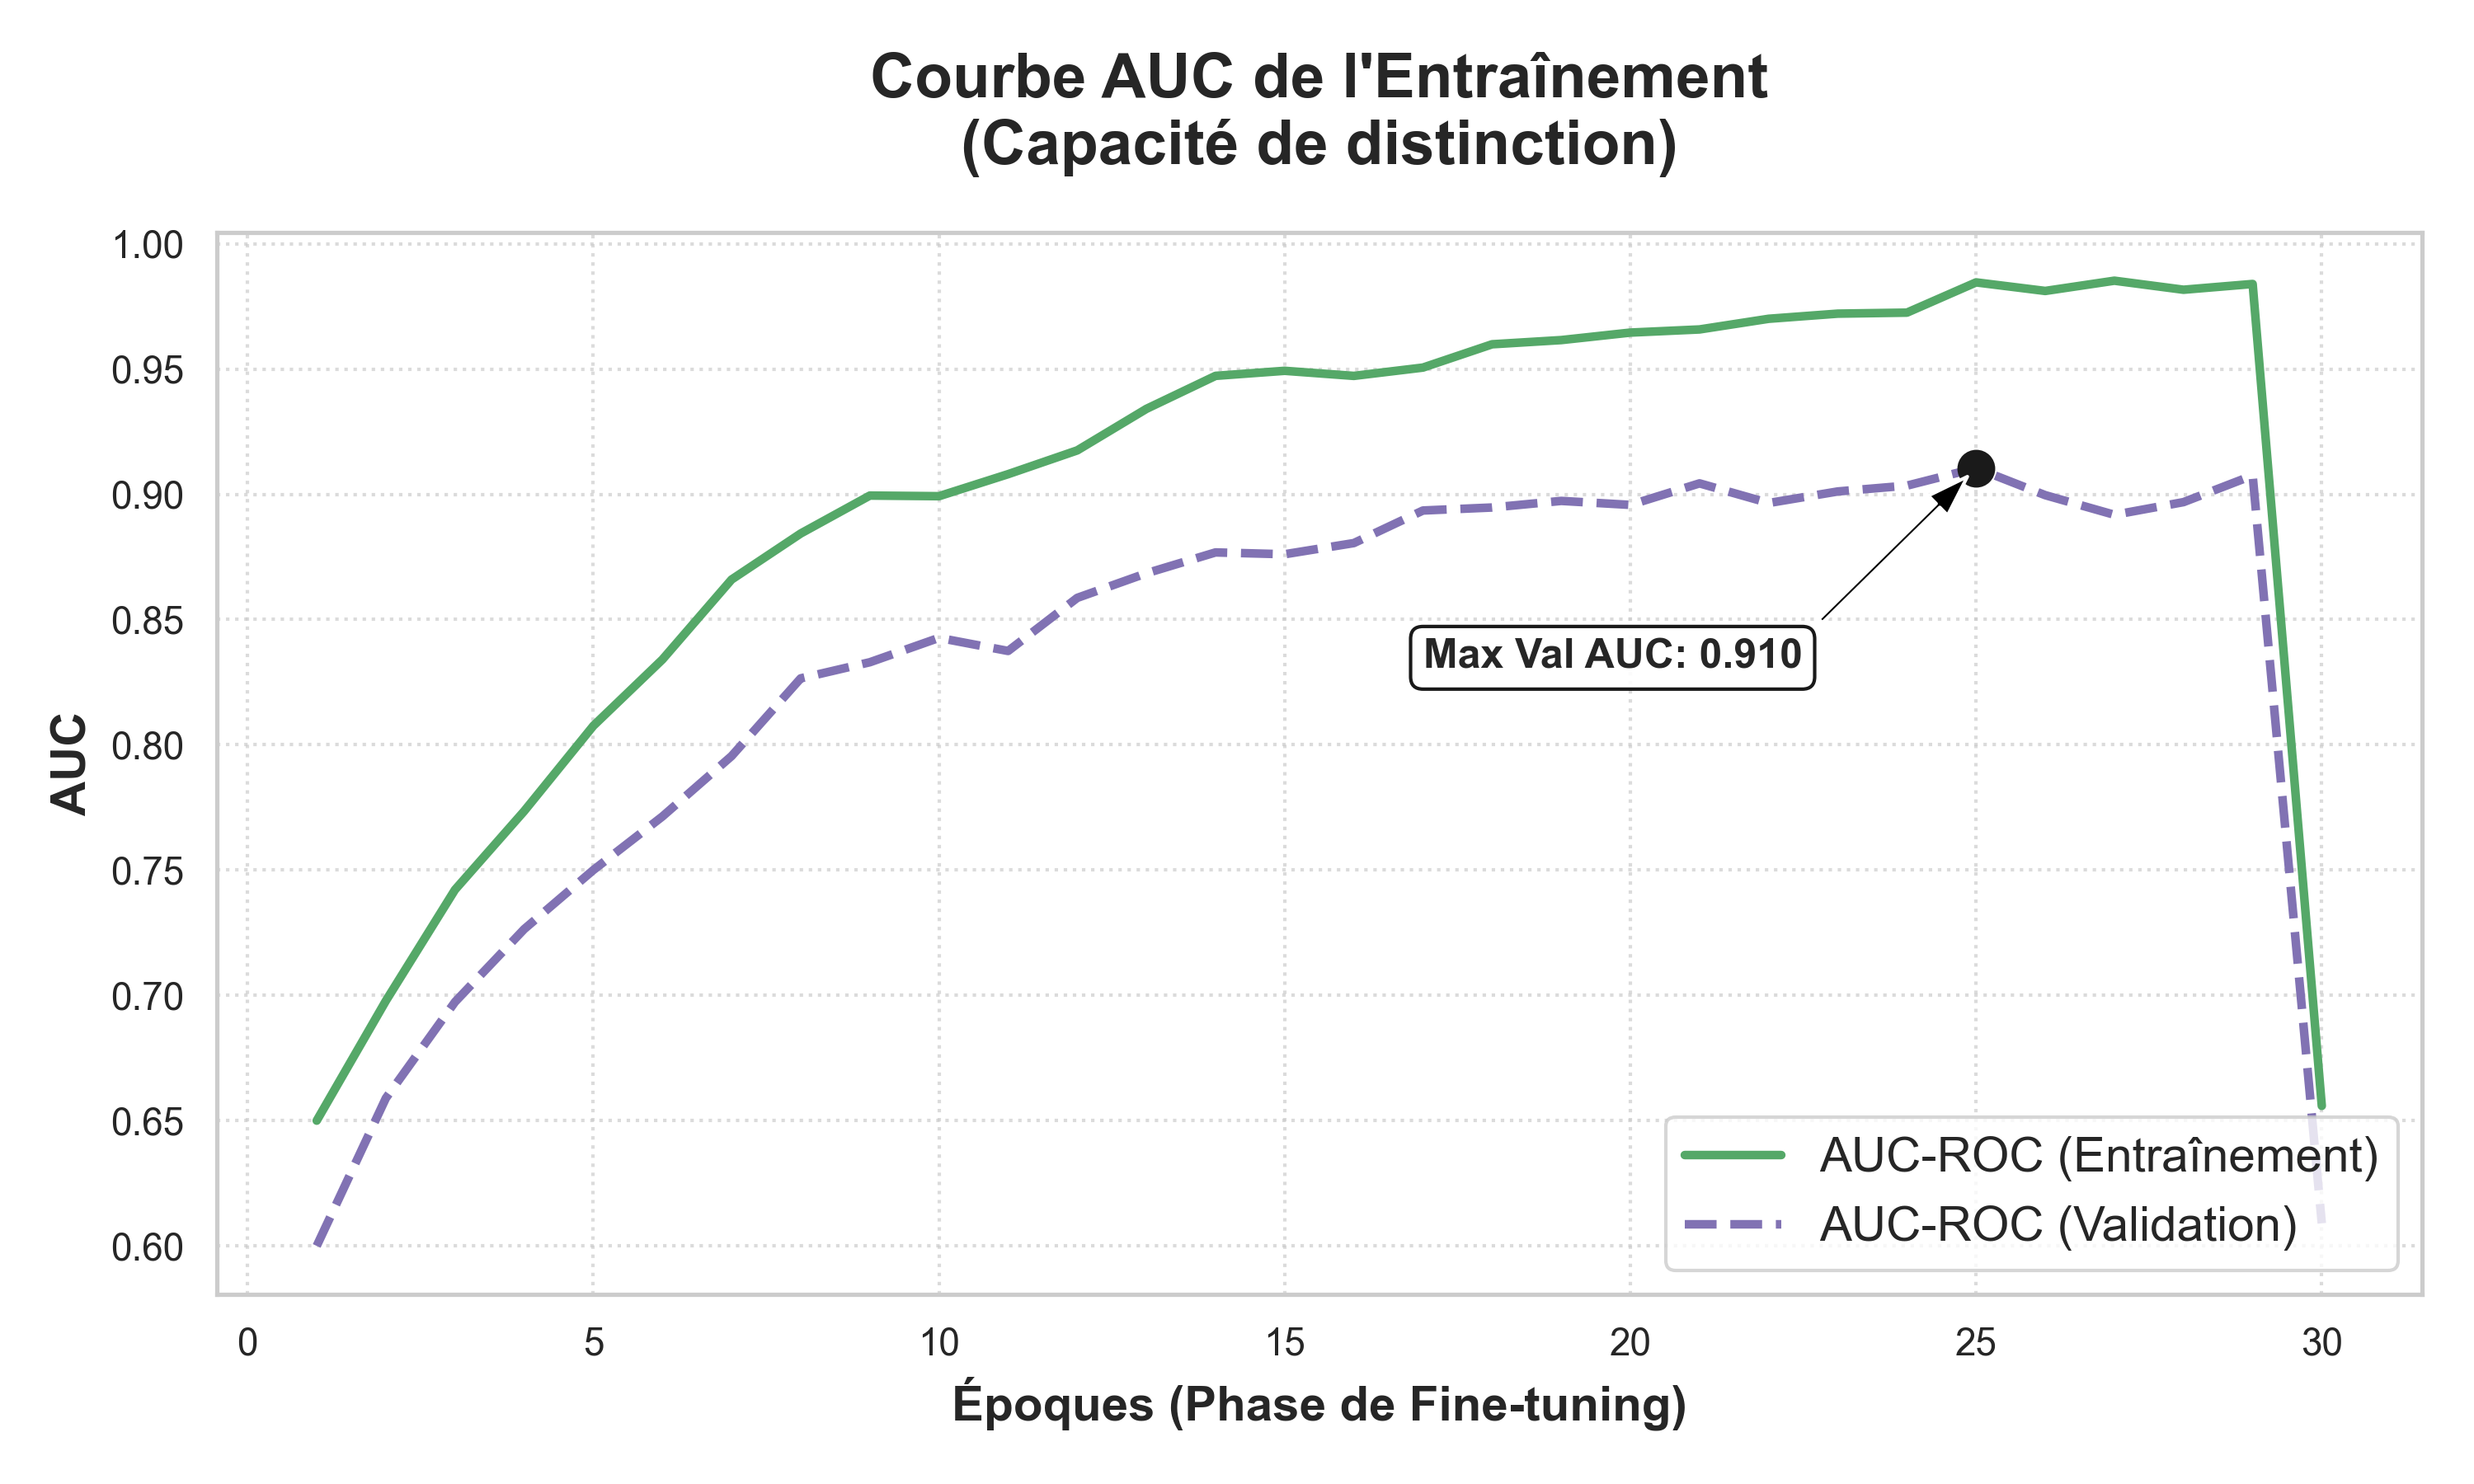 Courbe AUC de l'Entraînement
(Capacité de distinction)
1.00
0.95
0.90
0.85
0.80
0.75
0.70
0.65
0.60
AUC
Max Val AUC: 0.910
AUC-ROC (Entraînement)
AUC-ROC (Validation)
0 5 10 15 20 25 30
Époques (Phase de Fine-tuning)